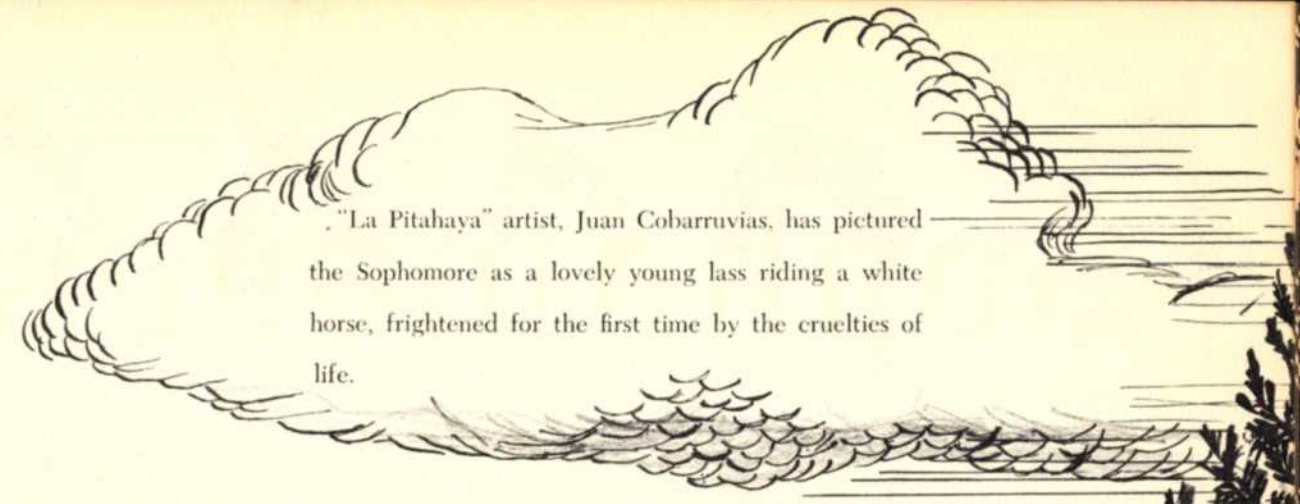 "La Pitahaya" artist, Juan Cobarruvias, has pictured
the Sophomore as a lovely young lass riding a white
horse, frightened for the first time by the cruelties of
life.